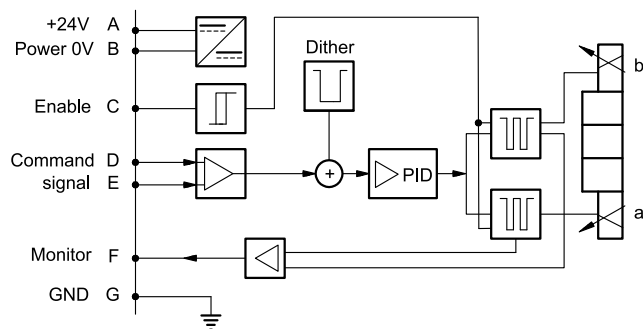 +24V A
Power 0V B
Dither
b
Enable C
Command D
signal E
+
PID
a
Monitor F
GND G